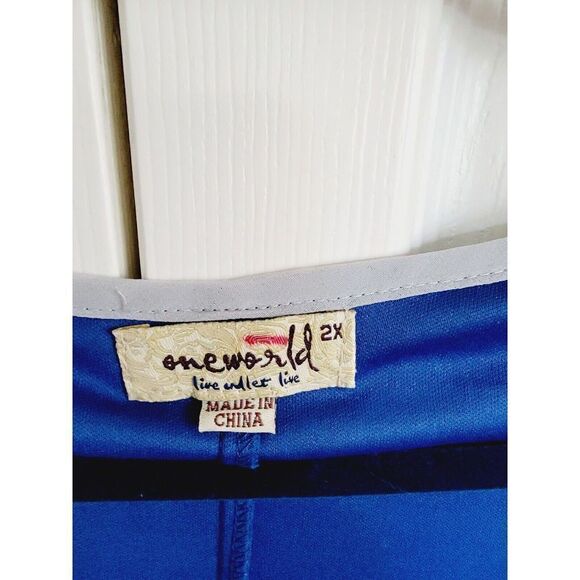 oneworld 2X
live and let live
MADE IN
CHINA